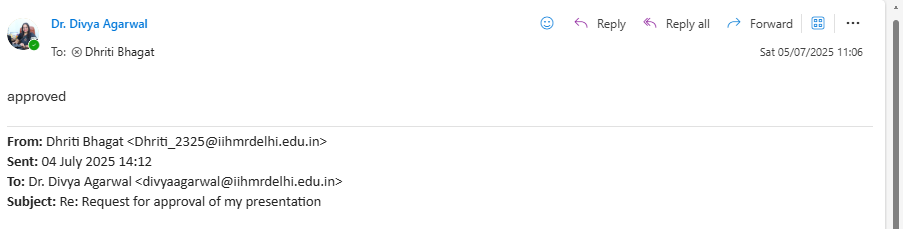 Dr. Divya Agarwal
Reply
Reply all
Forward
To: Dhriti Bhagat
Sat 05/07/2025 11:06
approved
From: Dhriti Bhagat <Dhriti_2325@iihmrdelhi.edu.in>
Sent: 04 July 2025 14:12
To: Dr. Divya Agarwal <divyaagarwal@iihmrdelhi.edu.in>
Subject: Re: Request for approval of my presentation